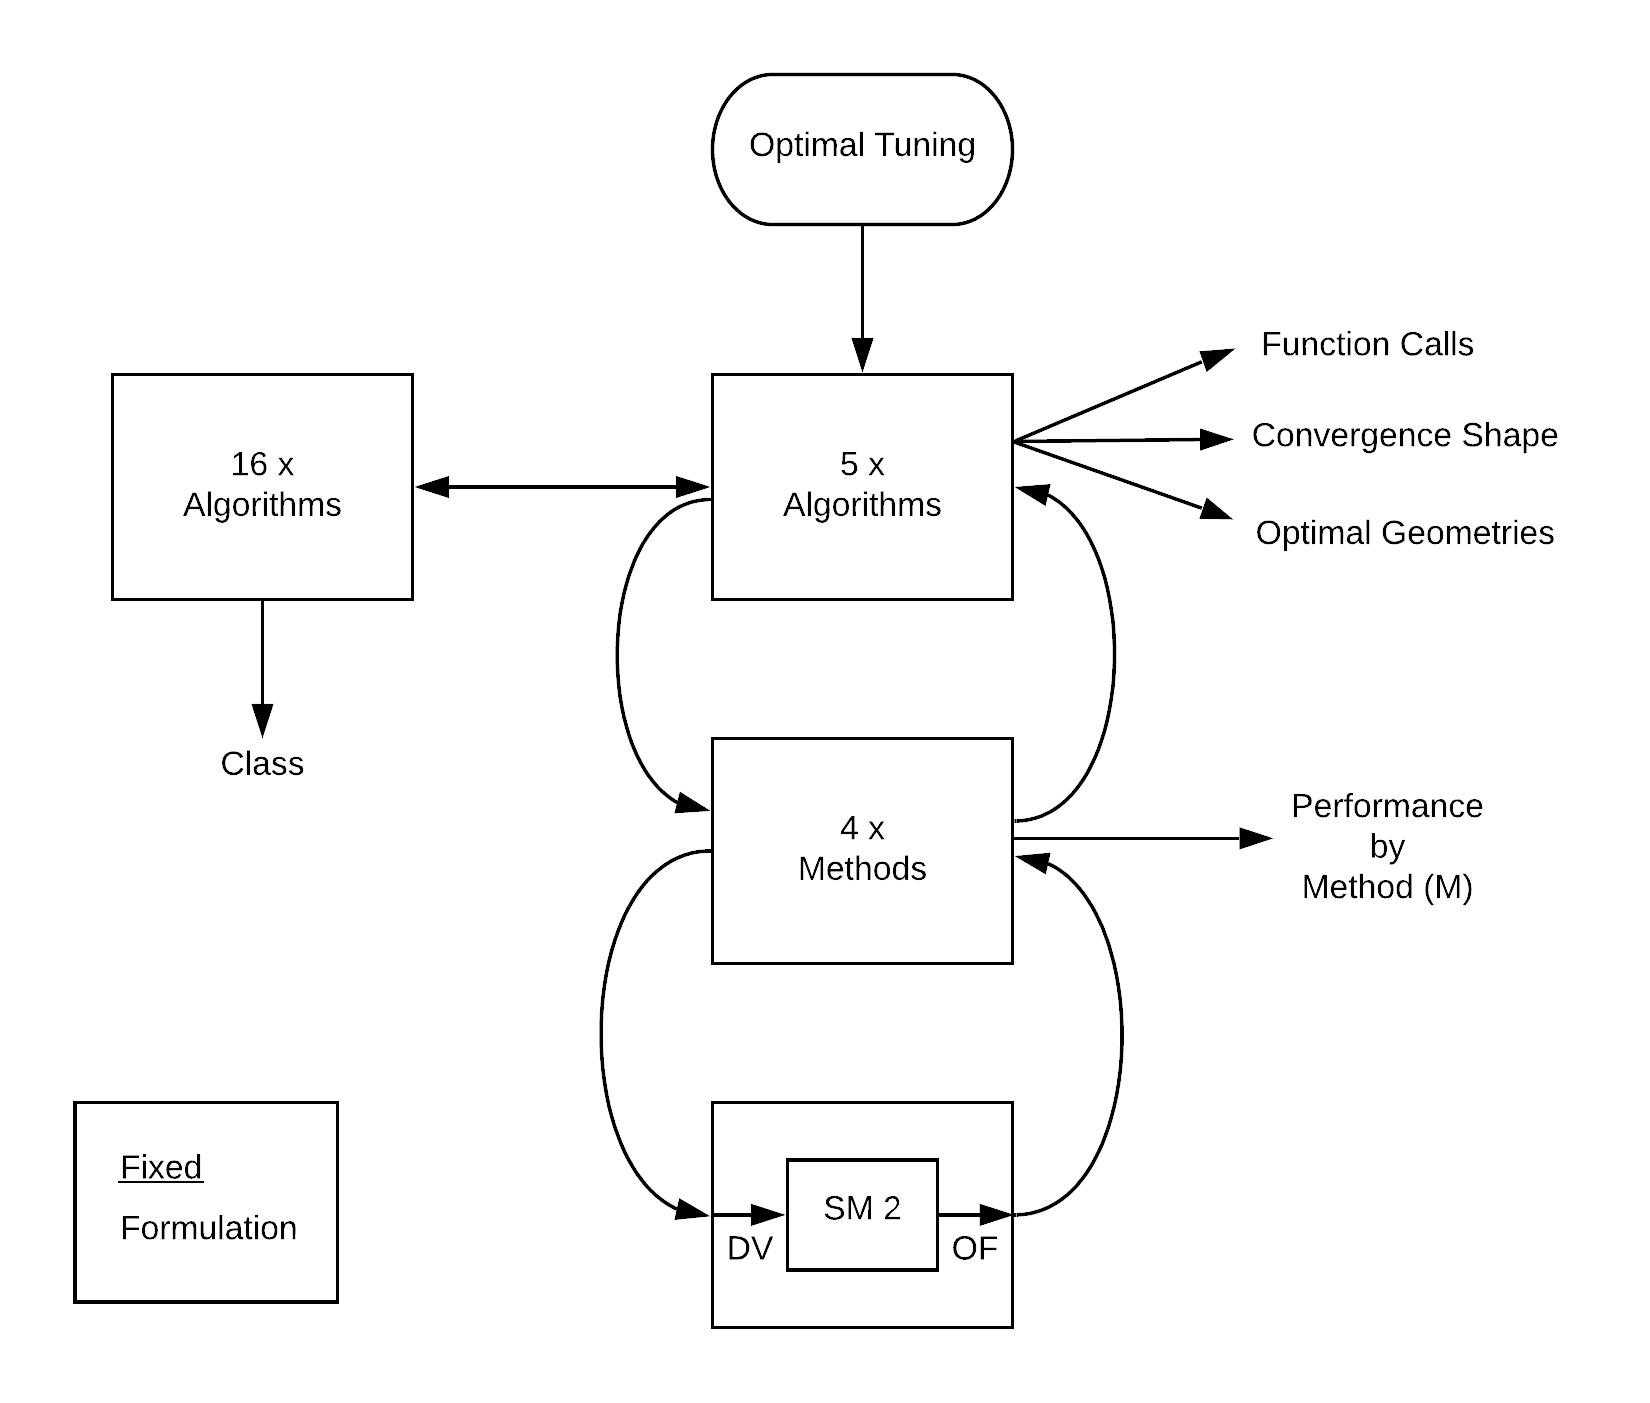 Optimal Tuning
Function Calls
Convergence Shape
Optimal Geometries
16 x
Algorithms
5 x
Algorithms
Class
4 x
Methods
Performance
by
Method (M)
Fixed
Formulation
SM 2
DV
OF